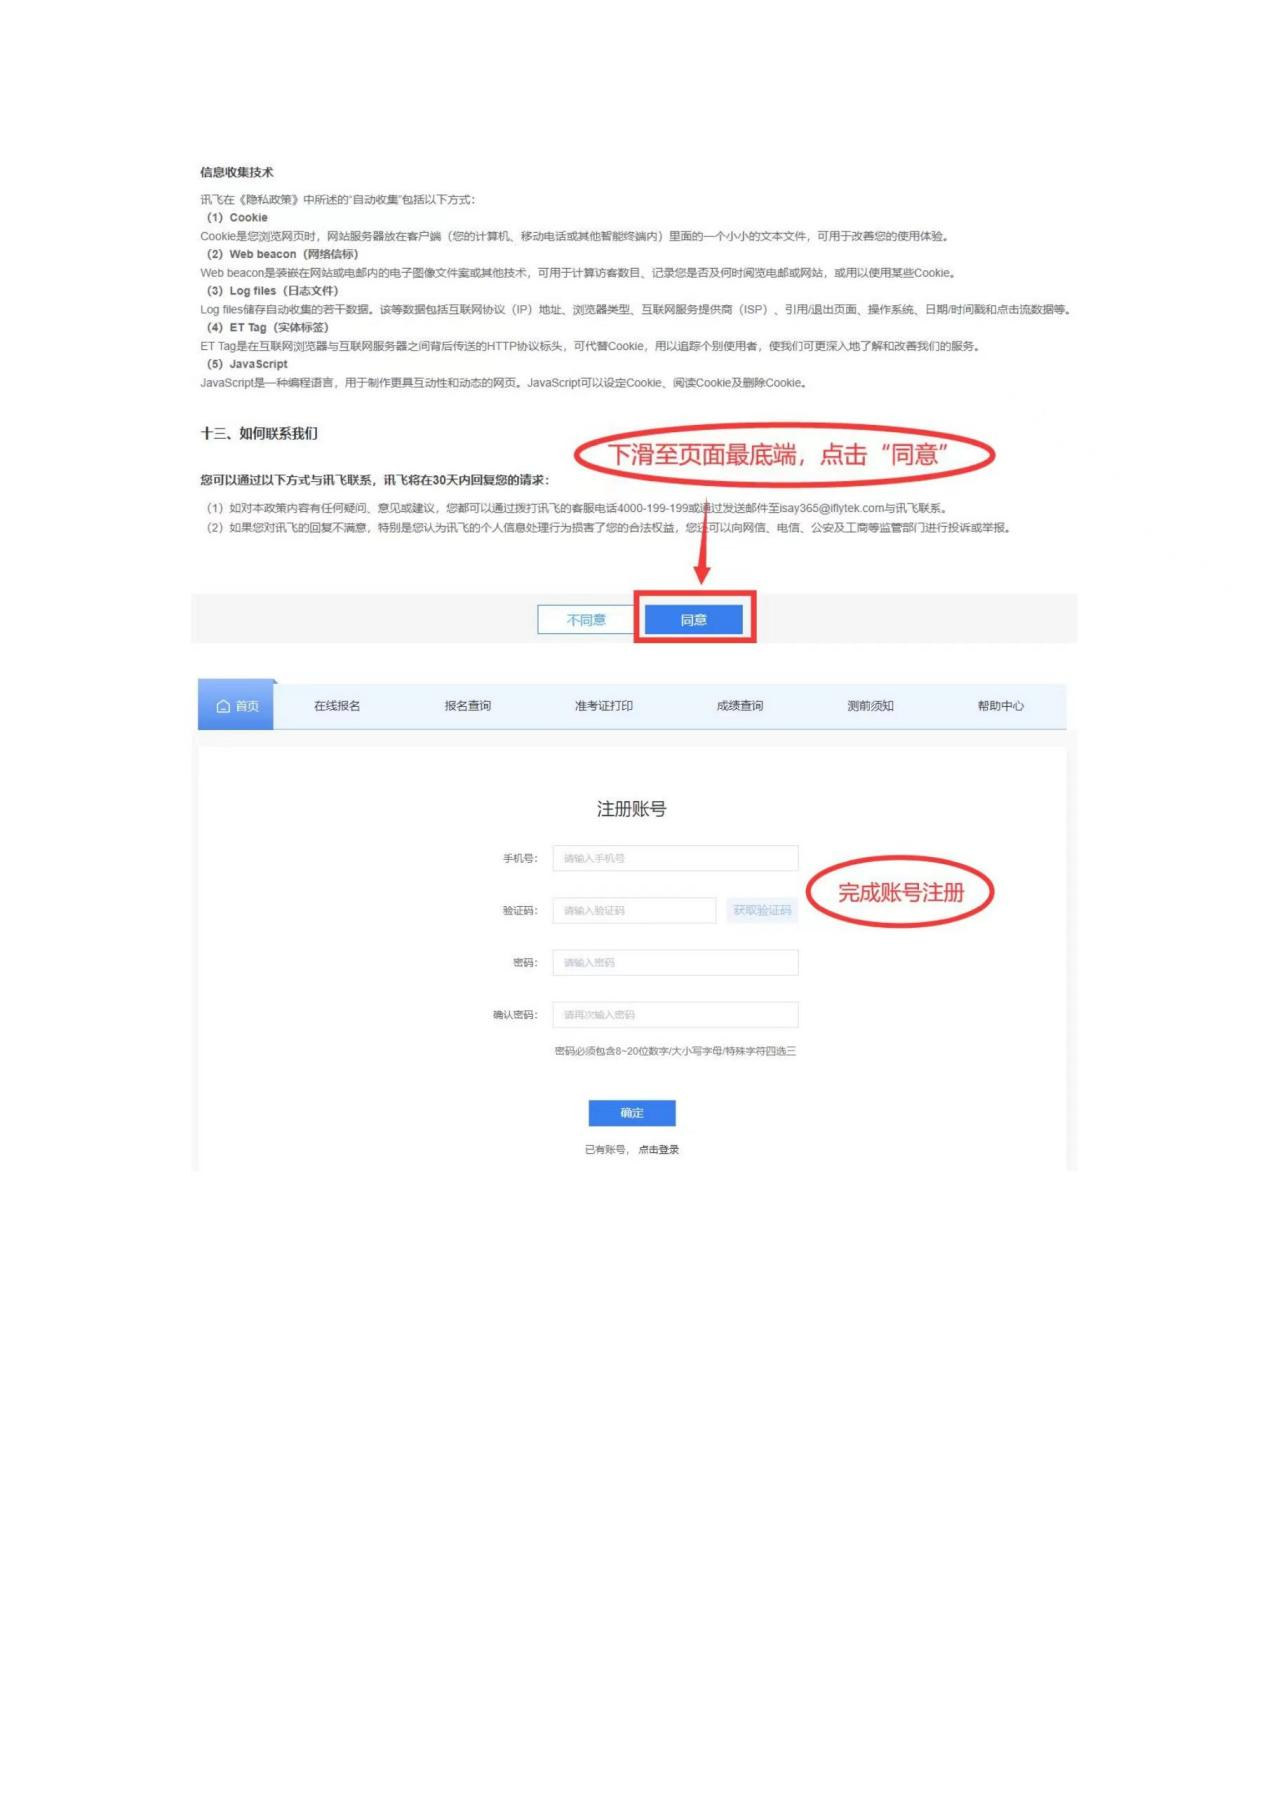 信息收集技术
讯飞在《隐私政策》中所述的“自动收集”包括以下方式：
（1）Cookie
Cookie是您浏览网页时，网站服务器放在客户端（您的计算机、移动电话或其他智能终端内）里面的一个小小的文本文件，可用于改善您的使用体验。
（2）Web beacon（网络信标）
Web beacon是装嵌在网站或电邮内的电子图像文件案或其他技术，可用于计算访客数目、记录您是否及何时阅览电邮或网站，或用以使用某些Cookie。
（3）Log files（日志文件）
Log files储存自动收集的若干数据。该等数据包括互联网协议（IP）地址、浏览器类型、互联网服务提供商（ISP）、引用/退出页面、操作系统、日期/时间戳和点击流数据等。
（4）ET Tag（实体标签）
ET Tag是在互联网浏览器与互联网服务器之间背后传送的HTTP协议标头，可代替Cookie，用以追踪个别使用者，使我们可更深入地了解和改善我们的服务。
（5）JavaScript
JavaScript是一种编程语言，用于制作更具互动性和动态的网页。JavaScript可以设定Cookie、阅读Cookie及删除Cookie。
十三、如何联系我们
下滑至页面最底端，点击“同意”
您可以通过以下方式与讯飞联系，讯飞将在30天内回复您的请求：
（1）如对本政策内容有任何疑问、意见或建议，您都可以通过拨打讯飞的客服电话4000-199-199或通过发送邮件至isay365@iflytek.com与讯飞联系。
（2）如果您对讯飞的回复不满意，特别是您认为讯飞的个人信息处理行为损害了您的合法权益，您还可以向网信、电信、公安及工商等监管部门进行投诉或举报。
不同意 同意
首页 在线报名 报名查询 准考证打印 成绩查询 测前须知 帮助中心
注册账号
手机号： 请输入手机号
完成账号注册
验证码： 请输入验证码 获取验证码
密码： 请输入密码
确认密码： 请再次输入密码
密码必须包含8~20位数字/大小写字母/特殊字符四选三
确定
已有账号，点击登录